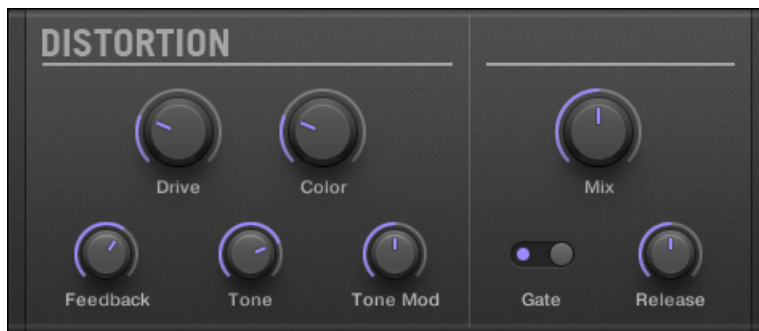 DISTORTION
Drive
Color
Mix
Feedback
Tone
Tone Mod
Gate
Release